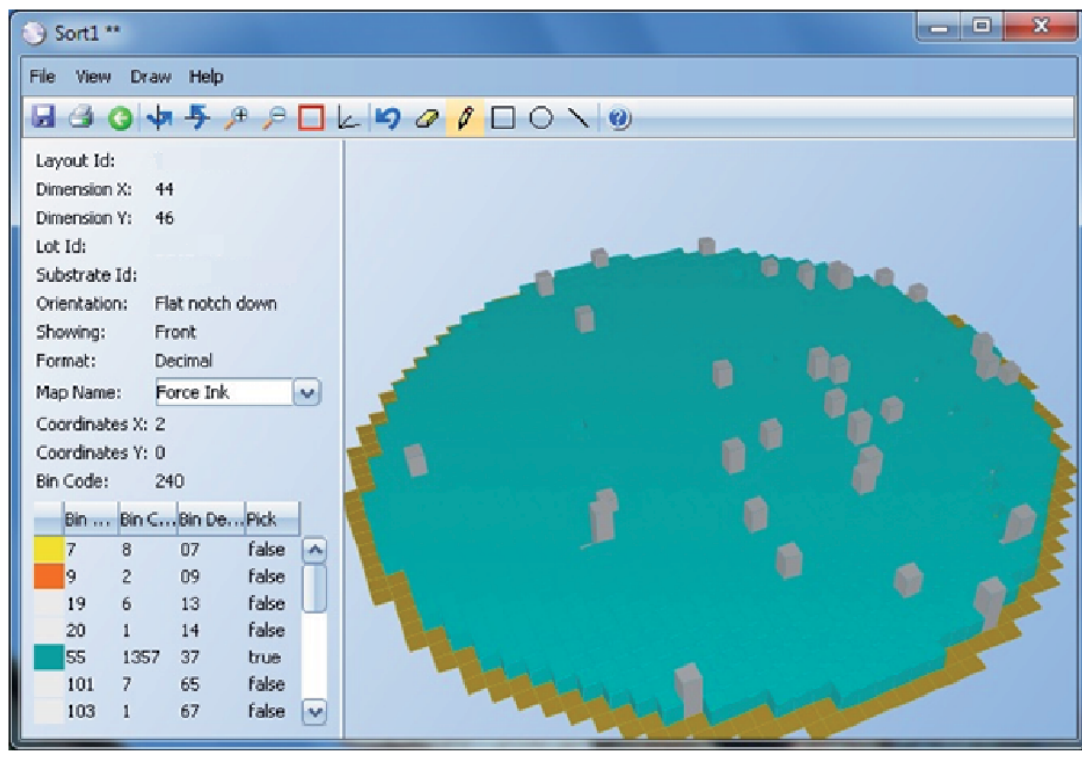 Sort1 **
File View Draw Help
Layout Id:
Dimension X: 44
Dimension Y: 46
Lot Id:
Substrate Id:
Orientation: Flat notch down
Showing: Front
Format: Decimal
Map Name: Force Ink
Coordinates X: 2
Coordinates Y: 0
Bin Code: 240
Bin ... Bin C... Bin De... Pick
7 8 07 false
9 2 09 false
19 6 13 false
20 1 14 false
55 1357 37 true
101 7 65 false
103 1 67 false